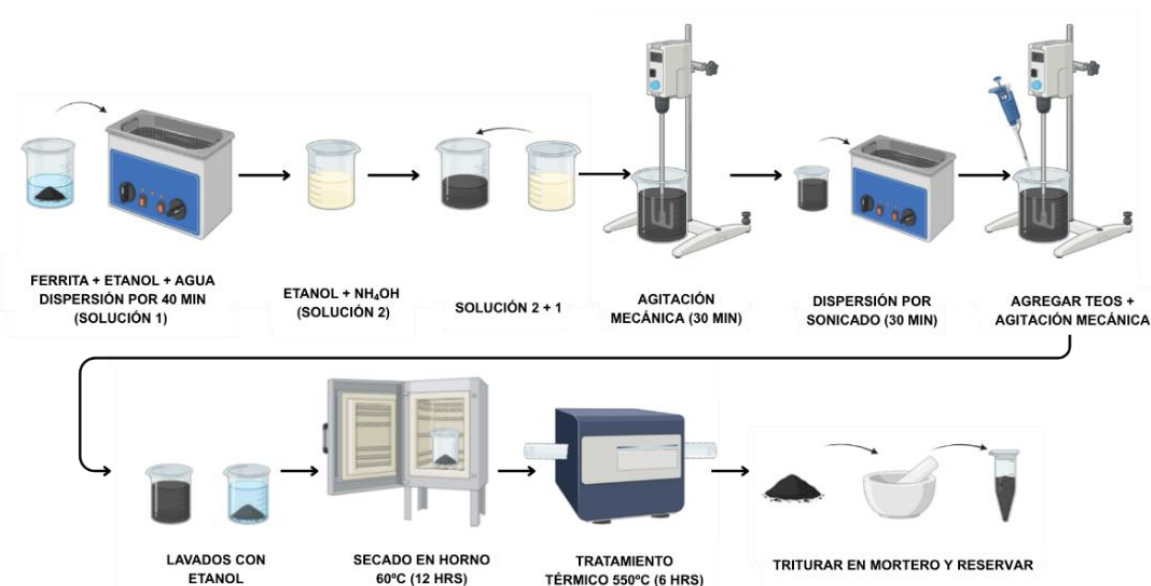 FERRITA + ETANOL + AGUA
DISPERSIÓN POR 40 MIN
(SOLUCIÓN 1)
ETANOL + NH₄OH
(SOLUCIÓN 2)
SOLUCIÓN 2 + 1
AGITACIÓN
MECÁNICA (30 MIN)
DISPERSIÓN POR
SONICADO (30 MIN)
AGREGAR TEOS +
AGITACIÓN MECÁNICA
LAVADOS CON
ETANOL
SECADO EN HORNO
60ºC (12 HRS)
TRATAMIENTO
TÉRMICO 550ºC (6 HRS)
TRITURAR EN MORTERO Y RESERVAR